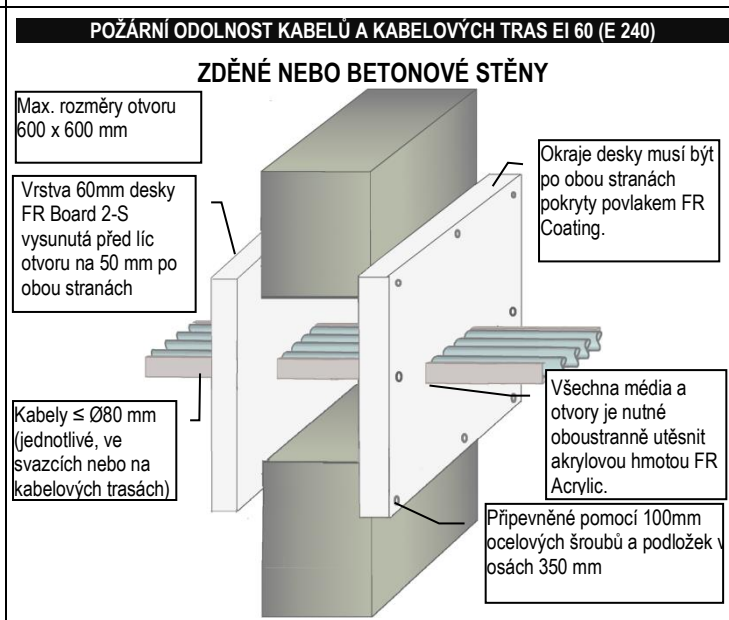 POŽÁRNÍ ODOLNOST KABELŮ A KABELOVÝCH TRAS EI 60 (E 240)
ZDĚNÉ NEBO BETONOVÉ STĚNY
Max. rozměry otvoru
600 x 600 mm
Vrstva 60mm desky
FR Board 2-S
vysunutá před líc
otvoru na 50 mm po
obou stranách
Okraje desky musí být
po obou stranách
pokryty povlakem FR
Coating.
Kabely ≤ Ø80 mm
(jednotlivé, ve
svazcích nebo na
kabelových trasách)
Všechna média a
otvory je nutné
oboustranně utěsnit
akrylovou hmotou FR
Acrylic.
Připevněné pomocí 100mm
ocelových šroubů a podložek v
osách 350 mm